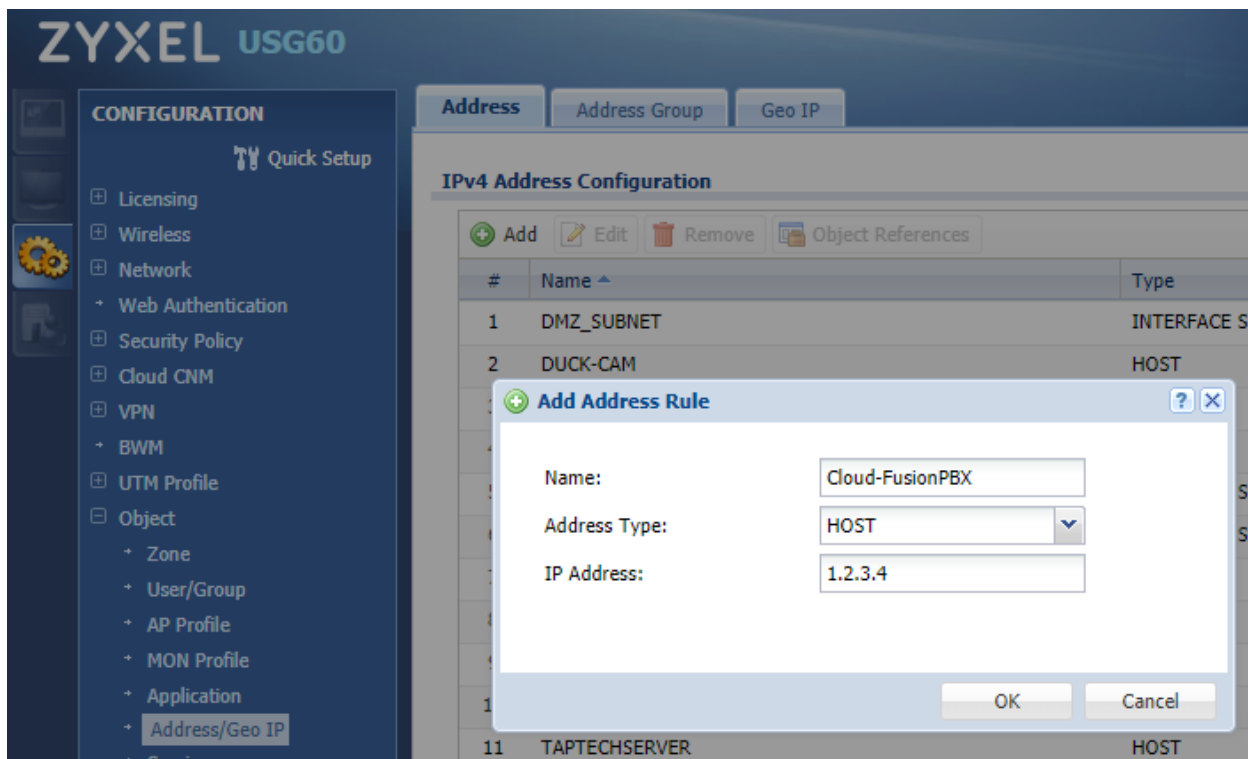 ZYXEL USG60
CONFIGURATION
Quick Setup
Licensing
Wireless
Network
Web Authentication
Security Policy
Cloud CNM
VPN
BWM
UTM Profile
Object
Zone
User/Group
AP Profile
MON Profile
Application
Address/Geo IP
Address
Address Group
Geo IP
IPv4 Address Configuration
Add Edit Remove Object References
# Name Type
1 DMZ_SUBNET INTERFACE S
2 DUCK-CAM HOST
Add Address Rule
Name: Cloud-FusionPBX
Address Type: HOST
IP Address: 1.2.3.4
OK Cancel
11 TAPTECHSERVER HOST